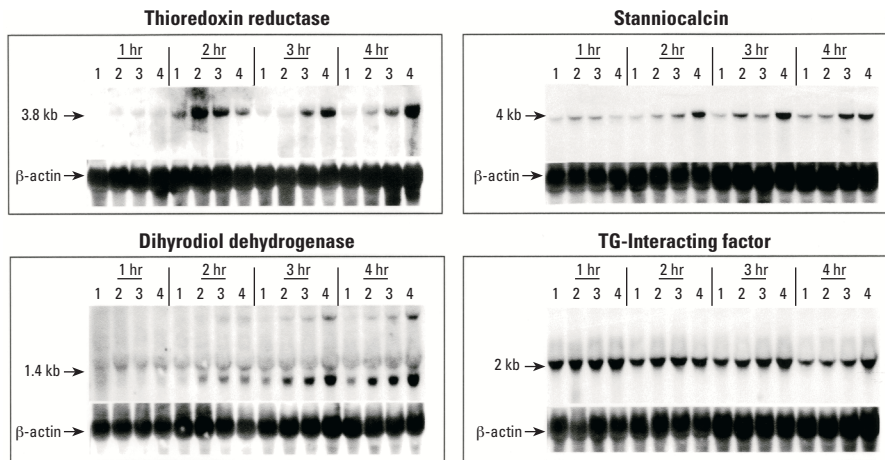 Thioredoxin reductase
1 hr 2 hr 3 hr 4 hr
1 2 3 4 1 2 3 4 1 2 3 4 1 2 3 4
3.8 kb
β-actin
Stanniocalcin
1 hr 2 hr 3 hr 4 hr
1 2 3 4 1 2 3 4 1 2 3 4 1 2 3 4
4 kb
β-actin
Dihyrodiol dehydrogenase
1 hr 2 hr 3 hr 4 hr
1 2 3 4 1 2 3 4 1 2 3 4 1 2 3 4
1.4 kb
β-actin
TG-Interacting factor
1 hr 2 hr 3 hr 4 hr
1 2 3 4 1 2 3 4 1 2 3 4 1 2 3 4
2 kb
β-actin